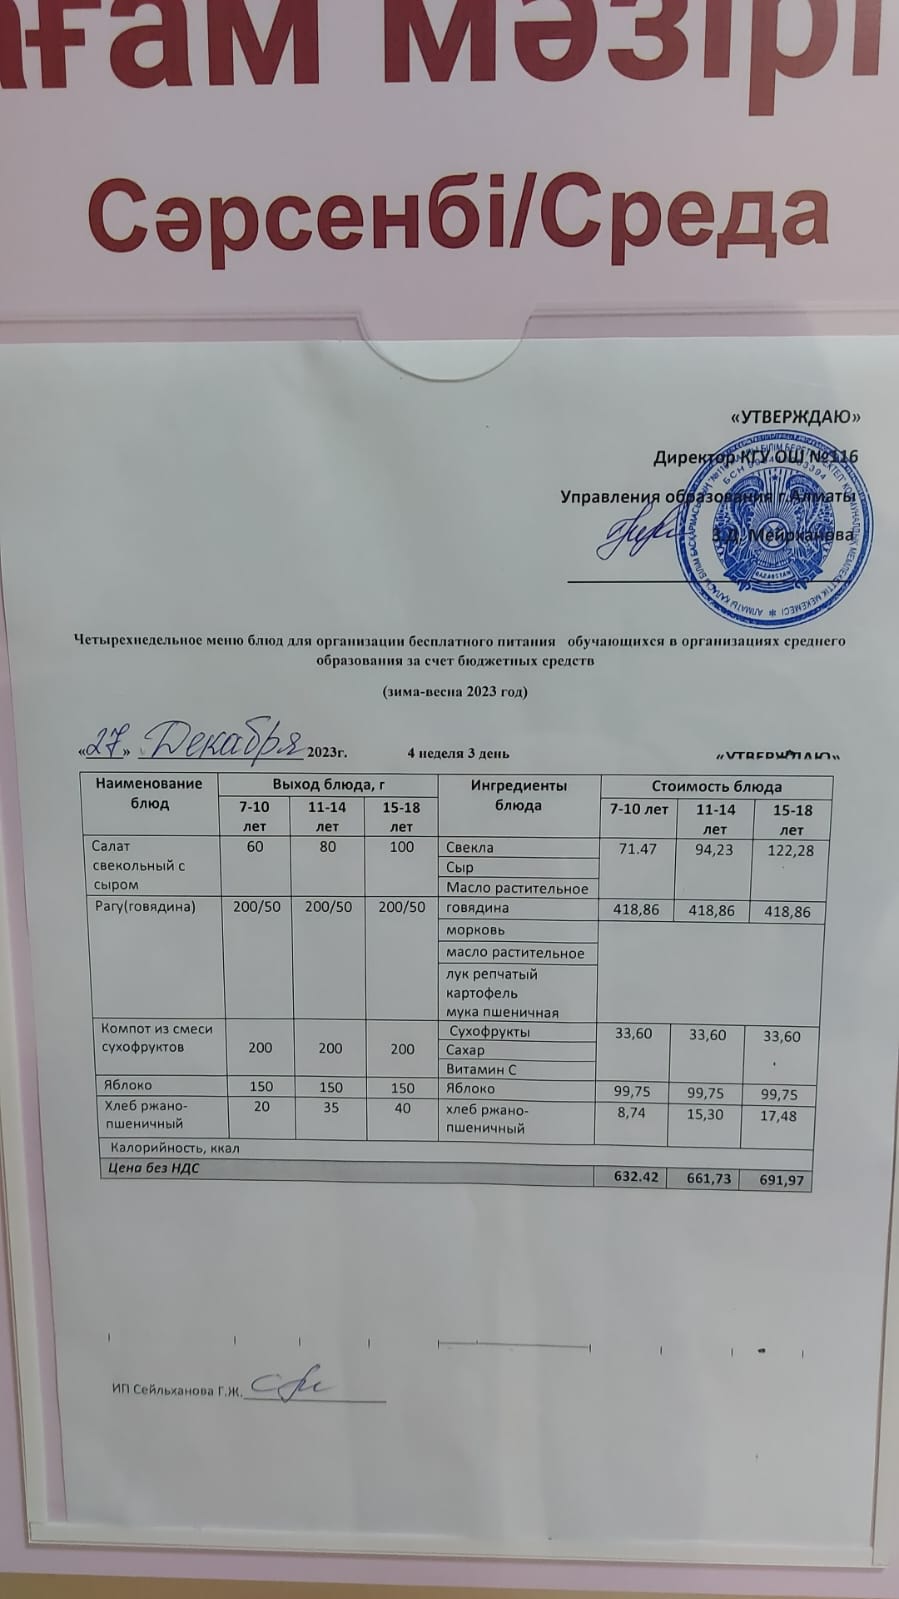 ағам мәзірі
Сәрсенбі/Среда
«УТВЕРЖДАЮ»
Директор КГУ ОШ №116
Управления образования г.Алматы
З.Д. Мейрханова
QAZAQSTAN
Четырехнедельное меню блюд для организации бесплатного питания обучающихся в организациях среднего
образования за счет бюджетных средств
(зима-весна 2023 год)
«27» Декабря 2023г. 4 неделя 3 день «УТВЕРЖДАЮ»
Наименование блюд Выход блюда, г Ингредиенты блюда Стоимость блюда
7-10 лет 11-14 лет 15-18 лет 7-10 лет 11-14 лет 15-18 лет
Салат свекольный с сыром 60 80 100 Свекла 71.47 94,23 122,28
Сыр
Масло растительное
Рагу(говядина) 200/50 200/50 200/50 говядина 418,86 418,86 418,86
морковь
масло растительное
лук репчатый
картофель
мука пшеничная
Компот из смеси сухофруктов 200 200 200 Сухофрукты 33,60 33,60 33,60
Сахар
Витамин С
Яблоко 150 150 150 Яблоко 99,75 99,75 99,75
Хлеб ржано-пшеничный 20 35 40 хлеб ржано-пшеничный 8,74 15,30 17,48
Калорийность, ккал
Цена без НДС 632.42 661,73 691,97
ИП Сейльханова Г.Ж.